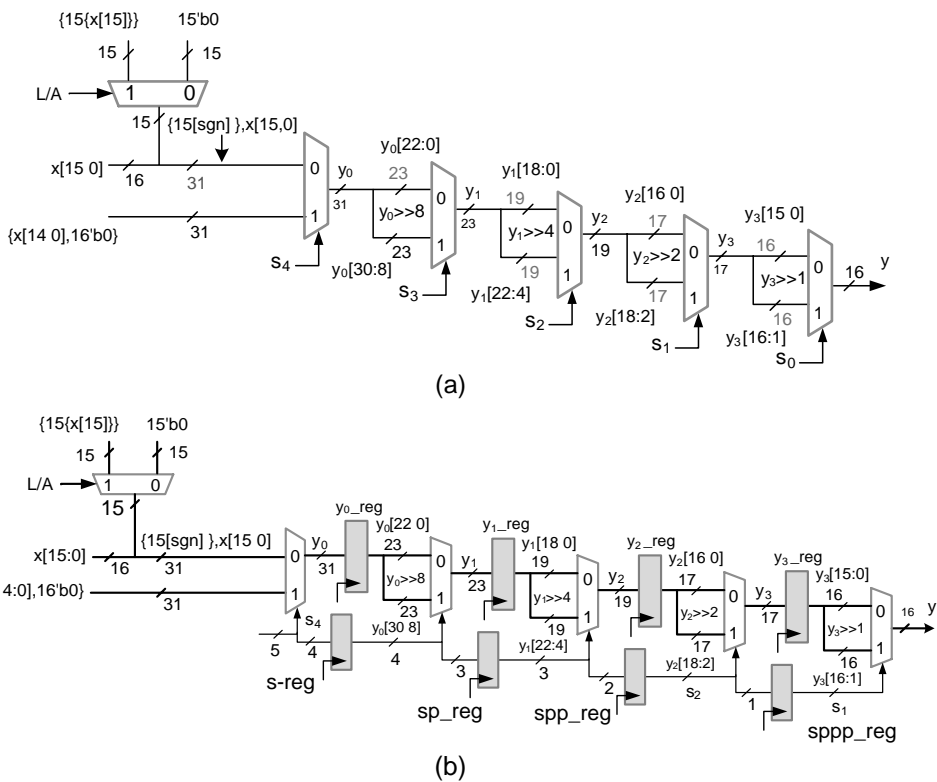 {15{x[15]}} 15'b0
15 15
L/A 1 0
15 {15[sgn] },x[15,0]
x[15 0] 16 31 0
{x[14 0],16'b0} 31 1
s4
y0 31
y0[22:0]
23 0
y0>>8
23 1
y0[30:8]
s3
y1 23
y1[18:0]
19 0
y1>>4
19 1
y1[22:4]
s2
y2 19
y2[16 0]
17 0
y2>>2
17 1
y2[18:2]
s1
y3 17
y3[15 0]
16 0
y3>>1
16 1
y3[16:1]
s0
16 y
(a)
{15{x[15]}} 15'b0
15 15
L/A 1 0
15
{15[sgn] },x[15 0]
x[15:0] 16 31 0
4:0],16'b0} 31 1
y0 31
y0_reg
y0[22 0]
23 0
y0>>8
23 1
y1 23
y1_reg
y1[18 0]
19 0
y1>>4
19 1
y2 19
y2_reg
y2[16 0]
17 0
y2>>2
17 1
y3 17
y3_reg
y3[15:0]
16 0
y3>>1
16 1
16 y
5 s4 4
s-reg
y0[30 8]
4
3
sp_reg
y1[22:4]
3
2
spp_reg
y2[18:2]
s2
1
y3[16:1]
s1
sppp_reg
(b)